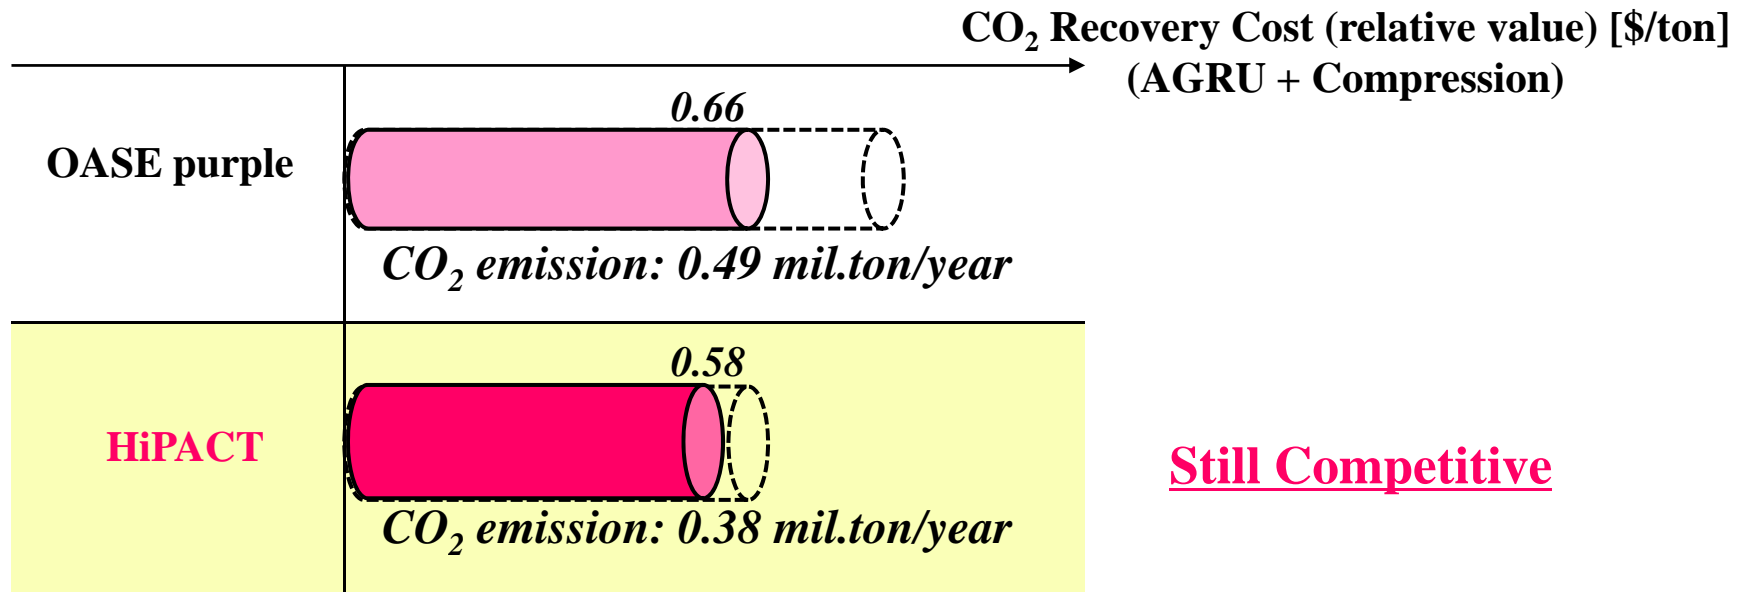 CO₂ Recovery Cost (relative value) [$/ton]
(AGRU + Compression)
OASE purple
0.66
CO₂ emission: 0.49 mil.ton/year
HiPACT
0.58
CO₂ emission: 0.38 mil.ton/year
Still Competitive